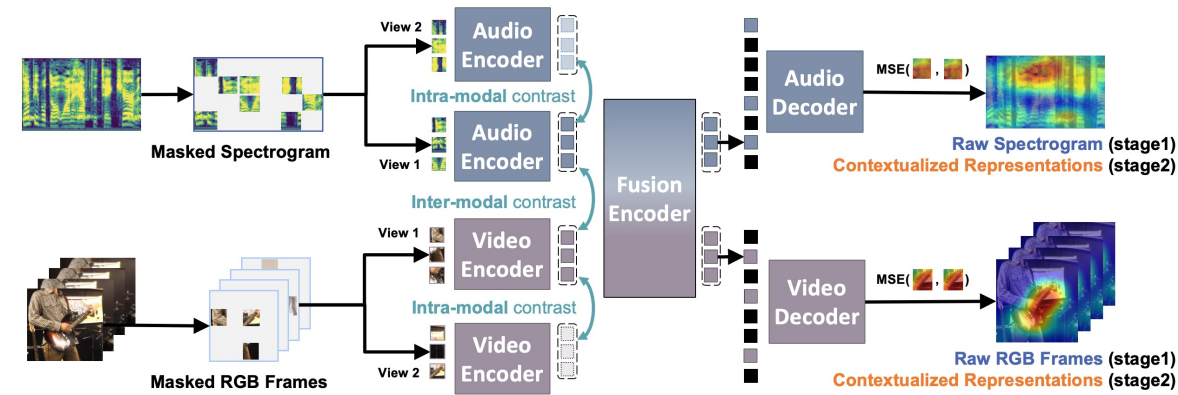 View 2
Audio
Encoder
Intra-modal contrast
Masked Spectrogram
Audio
Encoder
View 1
Inter-modal contrast
View 1
Video
Encoder
Intra-modal contrast
Masked RGB Frames
View 2
Video
Encoder
Fusion
Encoder
Audio
Decoder
MSE( , )
Raw Spectrogram (stage1)
Contextualized Representations (stage2)
Video
Decoder
MSE( , )
Raw RGB Frames (stage1)
Contextualized Representations (stage2)